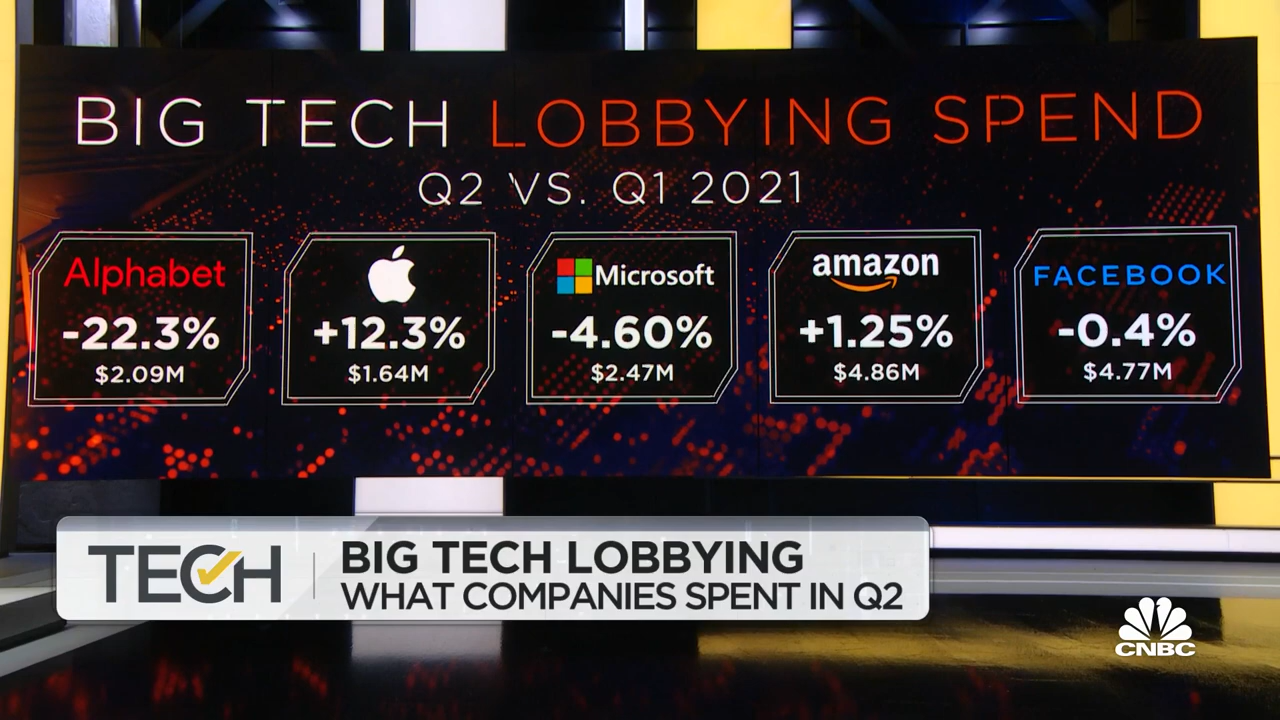 BIG TECH LOBBYING SPEND
Q2 VS. Q1 2021
Alphabet
-22.3%
$2.09M
+12.3%
$1.64M
Microsoft
-4.60%
$2.47M
amazon
+1.25%
$4.86M
FACEBOOK
-0.4%
$4.77M
TECH
BIG TECH LOBBYING
WHAT COMPANIES SPENT IN Q2
CNBC